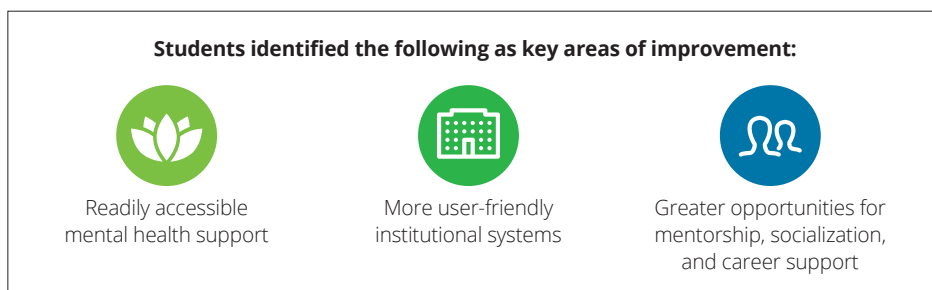 Students identified the following as key areas of improvement:
Readily accessible
mental health support
More user-friendly
institutional systems
Greater opportunities for
mentorship, socialization,
and career support